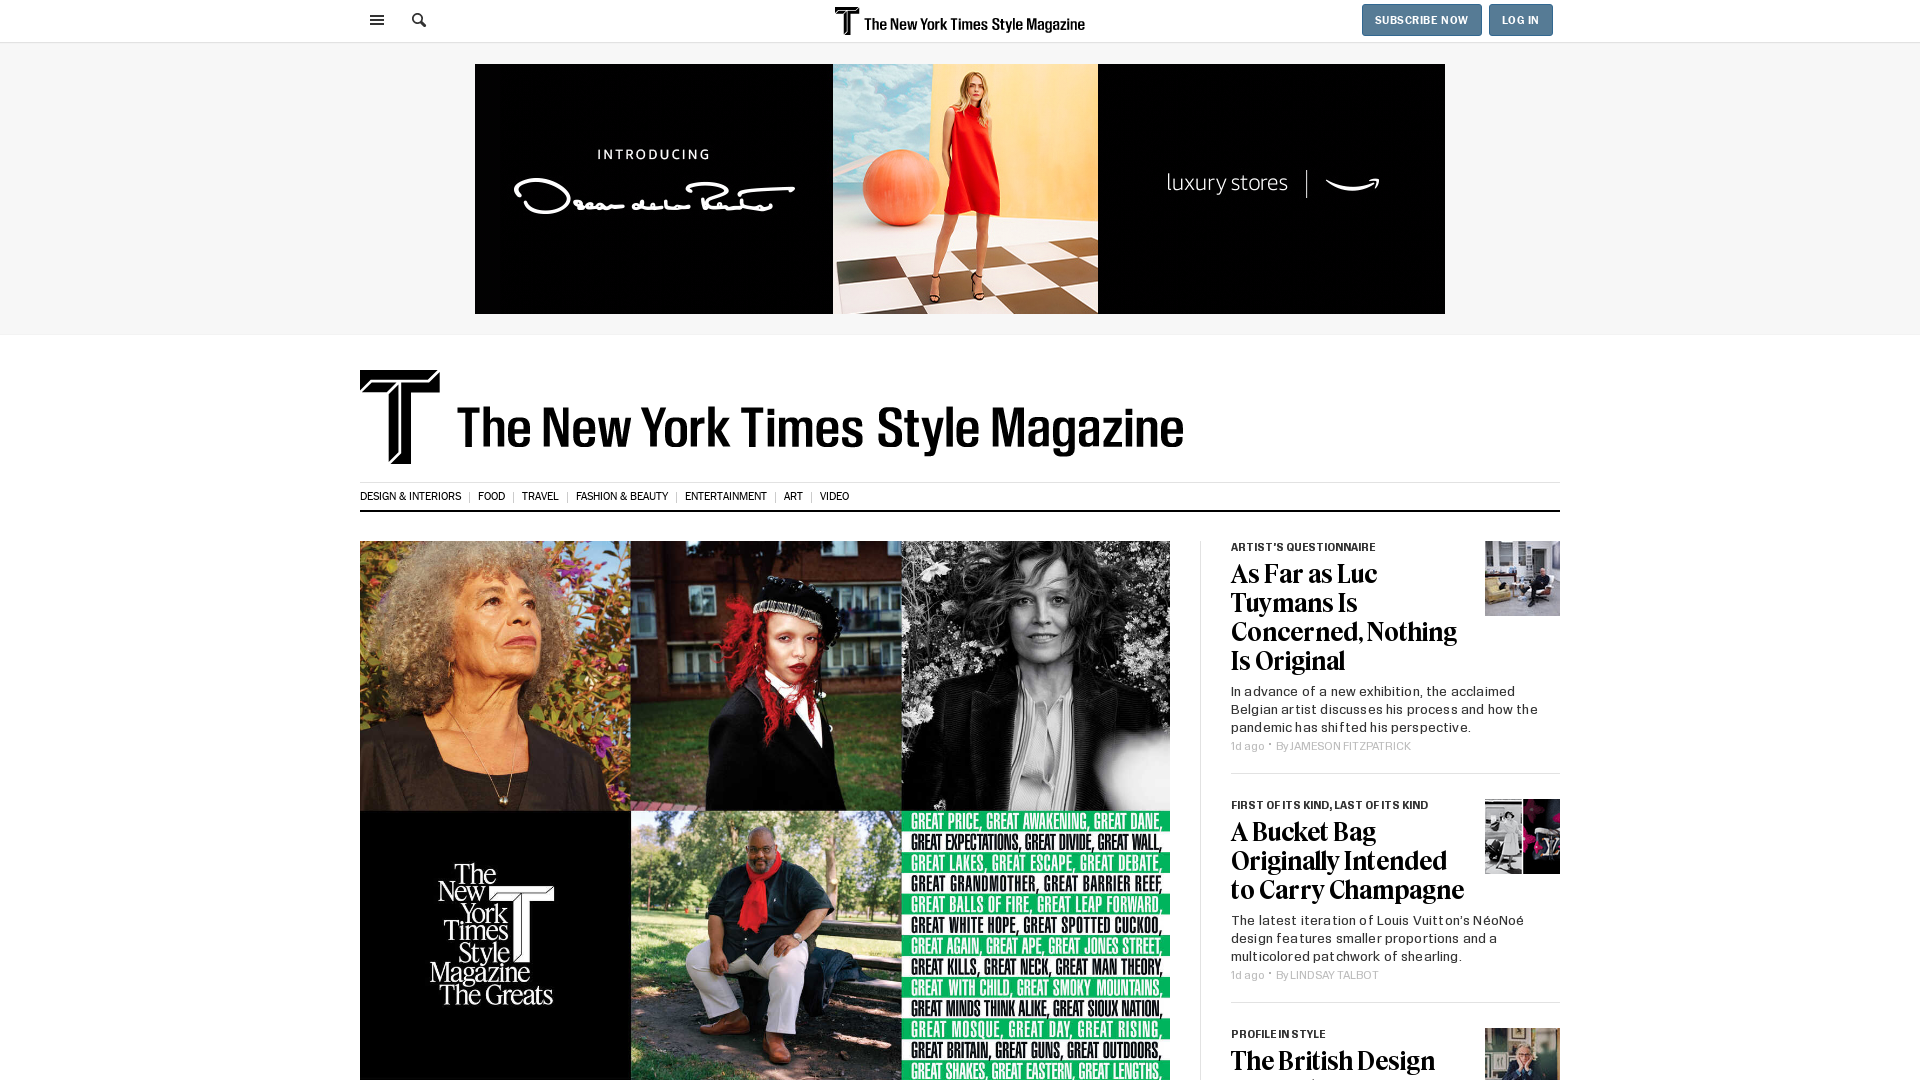 The New York Times Style Magazine
SUBSCRIBE NOW
LOG IN
INTRODUCING
Oscar de la Renta
luxury stores
The New York Times Style Magazine
DESIGN & INTERIORS
FOOD
TRAVEL
FASHION & BEAUTY
ENTERTAINMENT
ART
VIDEO
The
New
York
Times
Style
Magazine
The Greats
GREAT PRICE, GREAT AWAKENING, GREAT DANE,
GREAT EXPECTATIONS, GREAT DIVIDE, GREAT WALL,
GREAT LAKES, GREAT ESCAPE, GREAT DEBATE,
GREAT GRANDMOTHER, GREAT BARRIER REEF,
GREAT BALLS OF FIRE, GREAT LEAP FORWARD,
GREAT WHITE HOPE, GREAT SPOTTED CUCKOO,
GREAT AGAIN, GREAT APE, GREAT JONES STREET,
GREAT KILLS, GREAT NECK, GREAT MAN THEORY,
GREAT WITH CHILD, GREAT SMOKY MOUNTAINS,
GREAT MINDS THINK ALIKE, GREAT SIOUX NATION,
GREAT MOSQUE, GREAT DAY, GREAT RISING,
GREAT BRITAIN, GREAT GUNS, GREAT OUTDOORS,
GREAT SHAKES, GREAT EASTERN, GREAT LENGTHS,
ARTIST'S QUESTIONNAIRE
As Far as Luc
Tuymans Is
Concerned, Nothing
Is Original
In advance of a new exhibition, the acclaimed
Belgian artist discusses his process and how the
pandemic has shifted his perspective.
1d ago · By JAMESON FITZPATRICK
FIRST OF ITS KIND, LAST OF ITS KIND
A Bucket Bag
Originally Intended
to Carry Champagne
The latest iteration of Louis Vuitton's NéoNoé
design features smaller proportions and a
multicolored patchwork of shearling.
1d ago · By LINDSAY TALBOT
PROFILE IN STYLE
The British Design